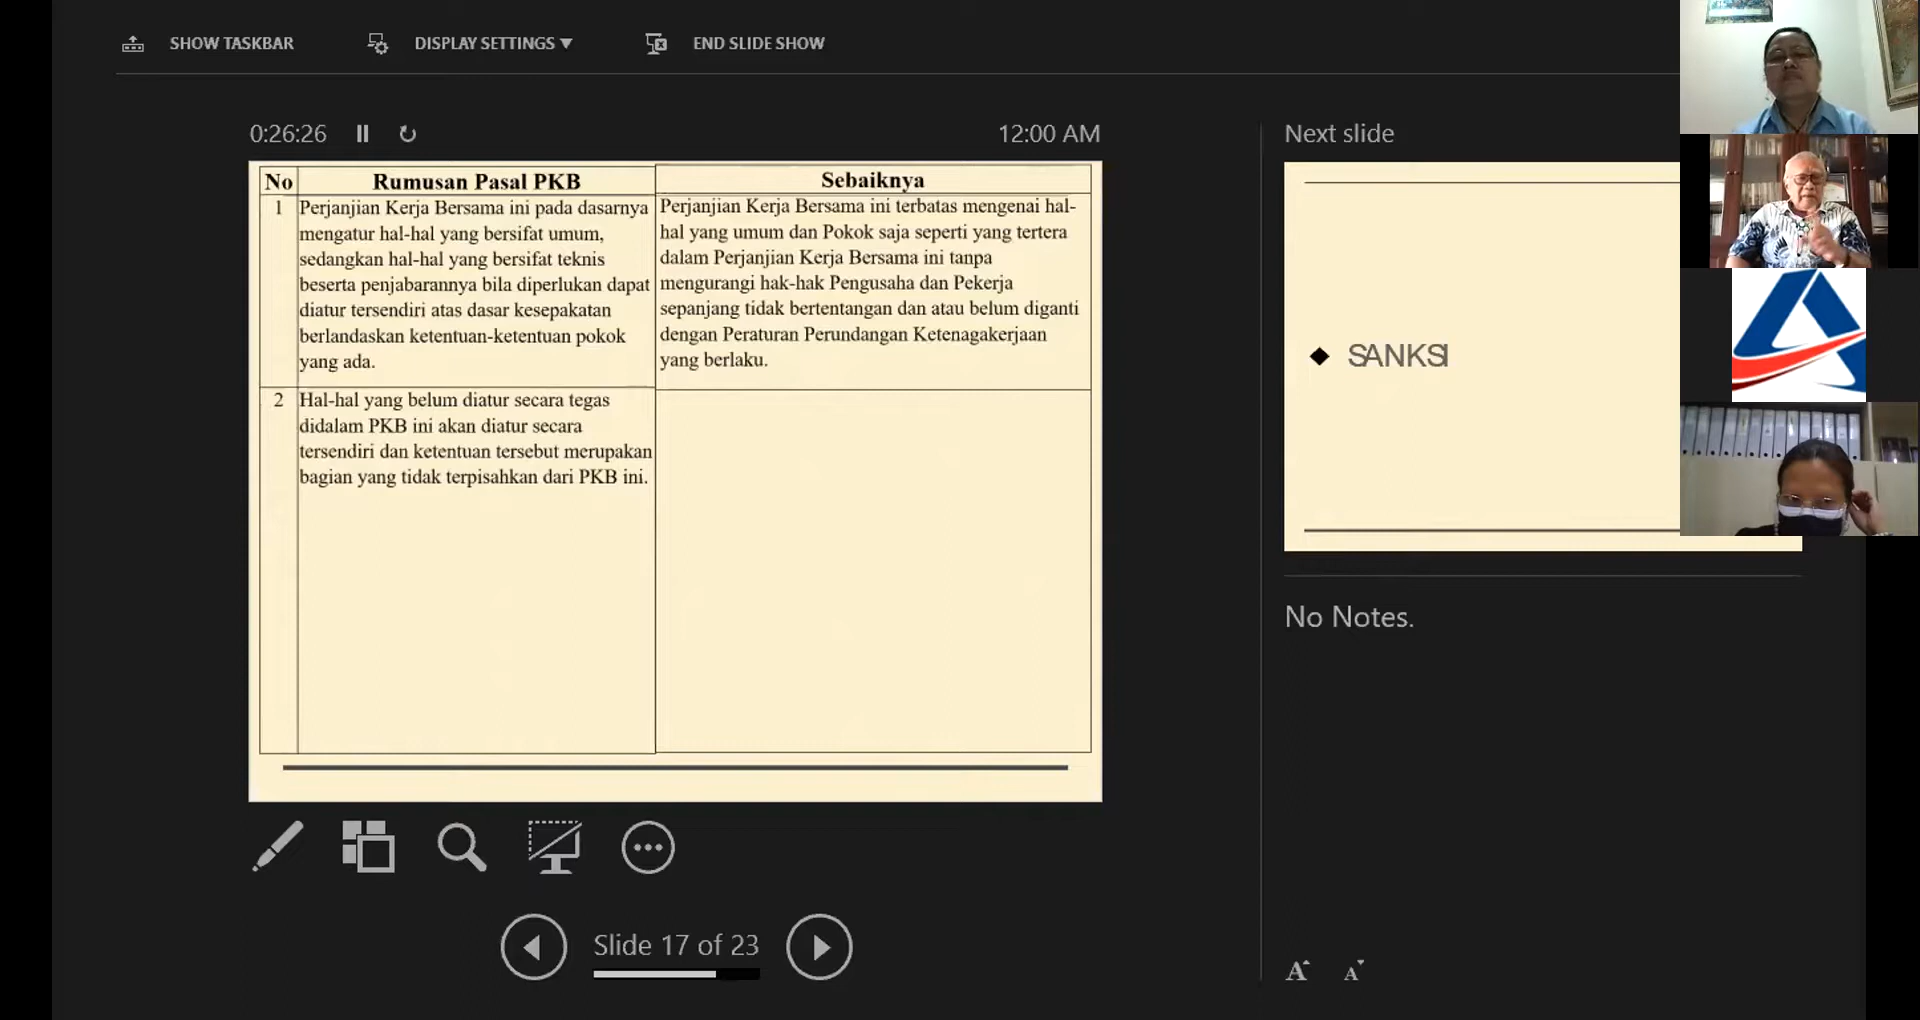 SHOW TASKBAR
DISPLAY SETTINGS ▼
END SLIDE SHOW
0:26:26
12:00 AM
No
Rumusan Pasal PKB
Sebaiknya
1
Perjanjian Kerja Bersama ini pada dasarnya
mengatur hal-hal yang bersifat umum,
sedangkan hal-hal yang bersifat teknis
beserta penjabarannya bila diperlukan dapat
diatur tersendiri atas dasar kesepakatan
berlandaskan ketentuan-ketentuan pokok
yang ada.
Perjanjian Kerja Bersama ini terbatas mengenai hal-
hal yang umum dan Pokok saja seperti yang tertera
dalam Perjanjian Kerja Bersama ini tanpa
mengurangi hak-hak Pengusaha dan Pekerja
sepanjang tidak bertentangan dan atau belum diganti
dengan Peraturan Perundangan Ketenagakerjaan
yang berlaku.
2
Hal-hal yang belum diatur secara tegas
didalam PKB ini akan diatur secara
tersendiri dan ketentuan tersebut merupakan
bagian yang tidak terpisahkan dari PKB ini.
Slide 17 of 23
Next slide
SANKSI
No Notes.
A
A